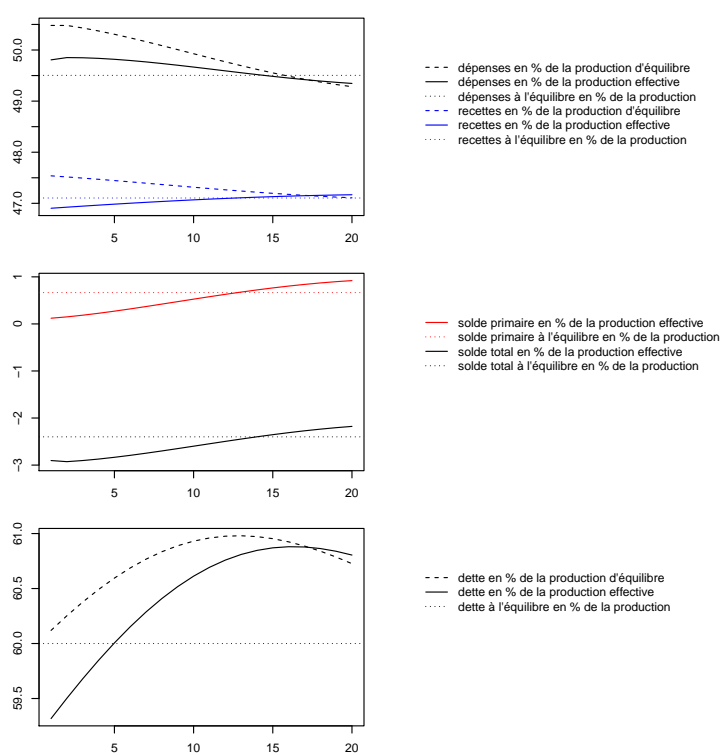 50.0
49.0
48.0
47.0
5
10
15
20
dépenses en % de la production d'équilibre
dépenses en % de la production effective
dépenses à l'équilibre en % de la production
recettes en % de la production d'équilibre
recettes en % de la production effective
recettes à l'équilibre en % de la production
1
0
−1
−2
−3
5
10
15
20
solde primaire en % de la production effective
solde primaire à l'équilibre en % de la production
solde total en % de la production effective
solde total à l'équilibre en % de la production
61.0
60.5
60.0
59.5
5
10
15
20
dette en % de la production d'équilibre
dette en % de la production effective
dette à l'équilibre en % de la production